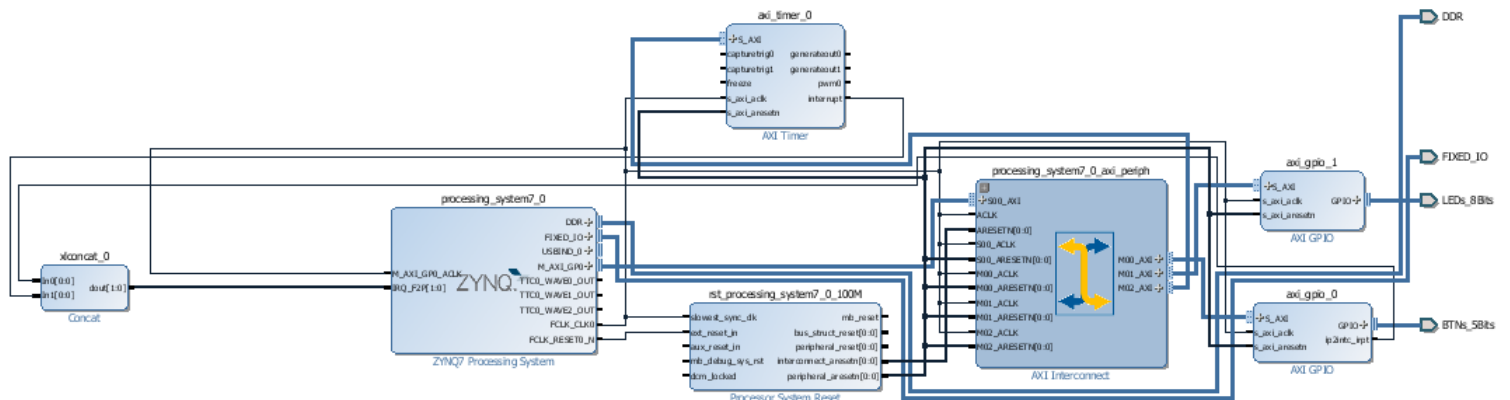 axi_timer_0
S_AXI
capturetrig0
capturetrig1
freeze
s_axi_aclk
s_axi_aresetn
generateout0
generateout1
pwm0
interrupt
AXI Timer
DDR
FIXED_IO
LEDs_8Bits
BTNs_5Bits
axi_gpio_1
S_AXI
s_axi_aclk
s_axi_aresetn
GPIO
AXI GPIO
processing_system7_0_axi_periph
S00_AXI
ACLK
ARESETN[0:0]
S00_ACLK
S00_ARESETN[0:0]
M00_ACLK
M00_ARESETN[0:0]
M01_ACLK
M01_ARESETN[0:0]
M02_ACLK
M02_ARESETN[0:0]
M00_AXI
M01_AXI
M02_AXI
AXI Interconnect
processing_system7_0
M_AXI_GP0_ACLK
IRQ_F2P[1:0]
ZYNQ
DDR
FIXED_IO
USBIND_0
M_AXI_GP0
TTC0_WAVE0_OUT
TTC0_WAVE1_OUT
TTC0_WAVE2_OUT
FCLK_CLK0
FCLK_RESET0_N
ZYNQ7 Processing System
xlconcat_0
In0[0:0]
In1[0:0]
dout[1:0]
Concat
rst_processing_system7_0_100M
slowest_sync_clk
ext_reset_in
aux_reset_in
mb_debug_sys_rst
dcm_locked
mb_reset
bus_struct_reset[0:0]
peripheral_reset[0:0]
interconnect_aresetn[0:0]
peripheral_aresetn[0:0]
Processor System Reset
axi_gpio_0
S_AXI
s_axi_aclk
s_axi_aresetn
GPIO
ip2intc_irpt
AXI GPIO